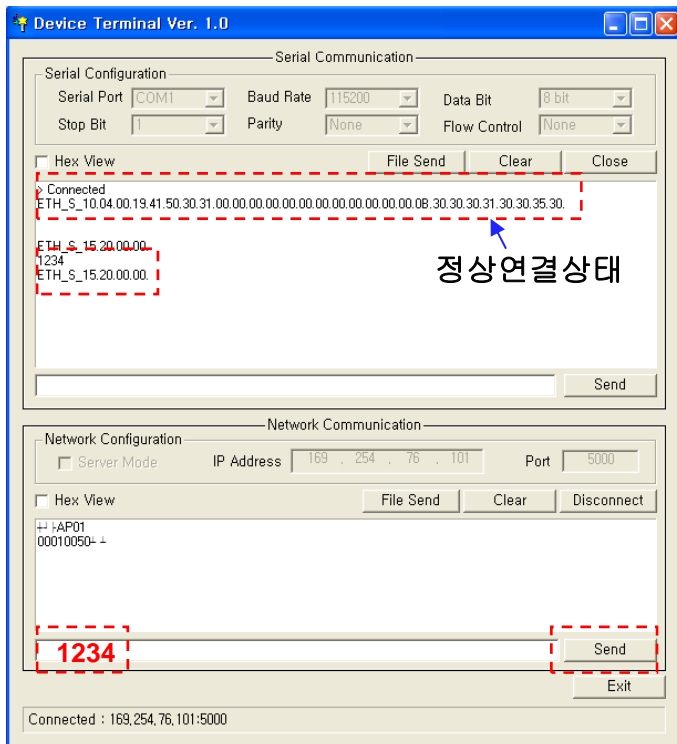 Device Terminal Ver. 1.0
Serial Communication
Serial Configuration
Serial Port COM1 Baud Rate 115200 Data Bit 8 bit
Stop Bit 1 Parity None Flow Control None
Hex View File Send Clear Close
> Connected
ETH_S_10.04.00.19.41.50.30.31.00.00.00.00.00.00.00.00.00.00.00.00.0B.30.30.30.31.30.30.35.30.
ETH_S_15.20.00.00.
1234
ETH_S_15.20.00.00.
정상연결상태
Send
Network Communication
Network Configuration
Server Mode IP Address 169 . 254 . 76 . 101 Port 5000
Hex View File Send Clear Disconnect
AP01
00010050
1234 Send
Exit
Connected : 169,254,76,101:5000